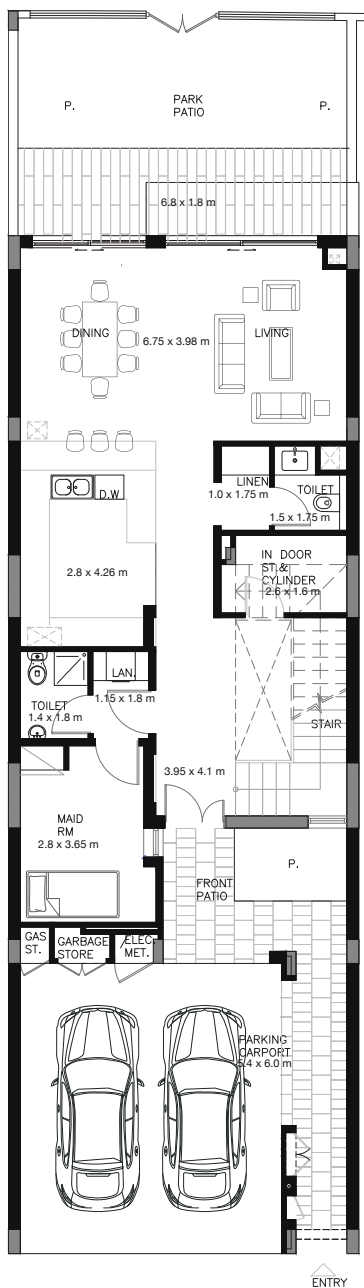 PARK
PATIO
P.
P.
6.8 x 1.8 m
DINING
6.75 x 3.98 m
LIVING
D.W
2.8 x 4.26 m
LINEN
1.0 x 1.75 m
TOILET
1.5 x 1.75 m
IN DOOR
ST.&
CYLINDER
2.6 x 1.6 m
LAN.
1.15 x 1.8 m
TOILET
1.4 x 1.8 m
STAIR
3.95 x 4.1 m
MAID
RM
2.8 x 3.65 m
P.
FRONT
PATIO
GAS
ST.
GARBAGE
STORE
ELEC.
MET.
PARKING
CARPORT
5.4 x 6.0 m
ENTRY